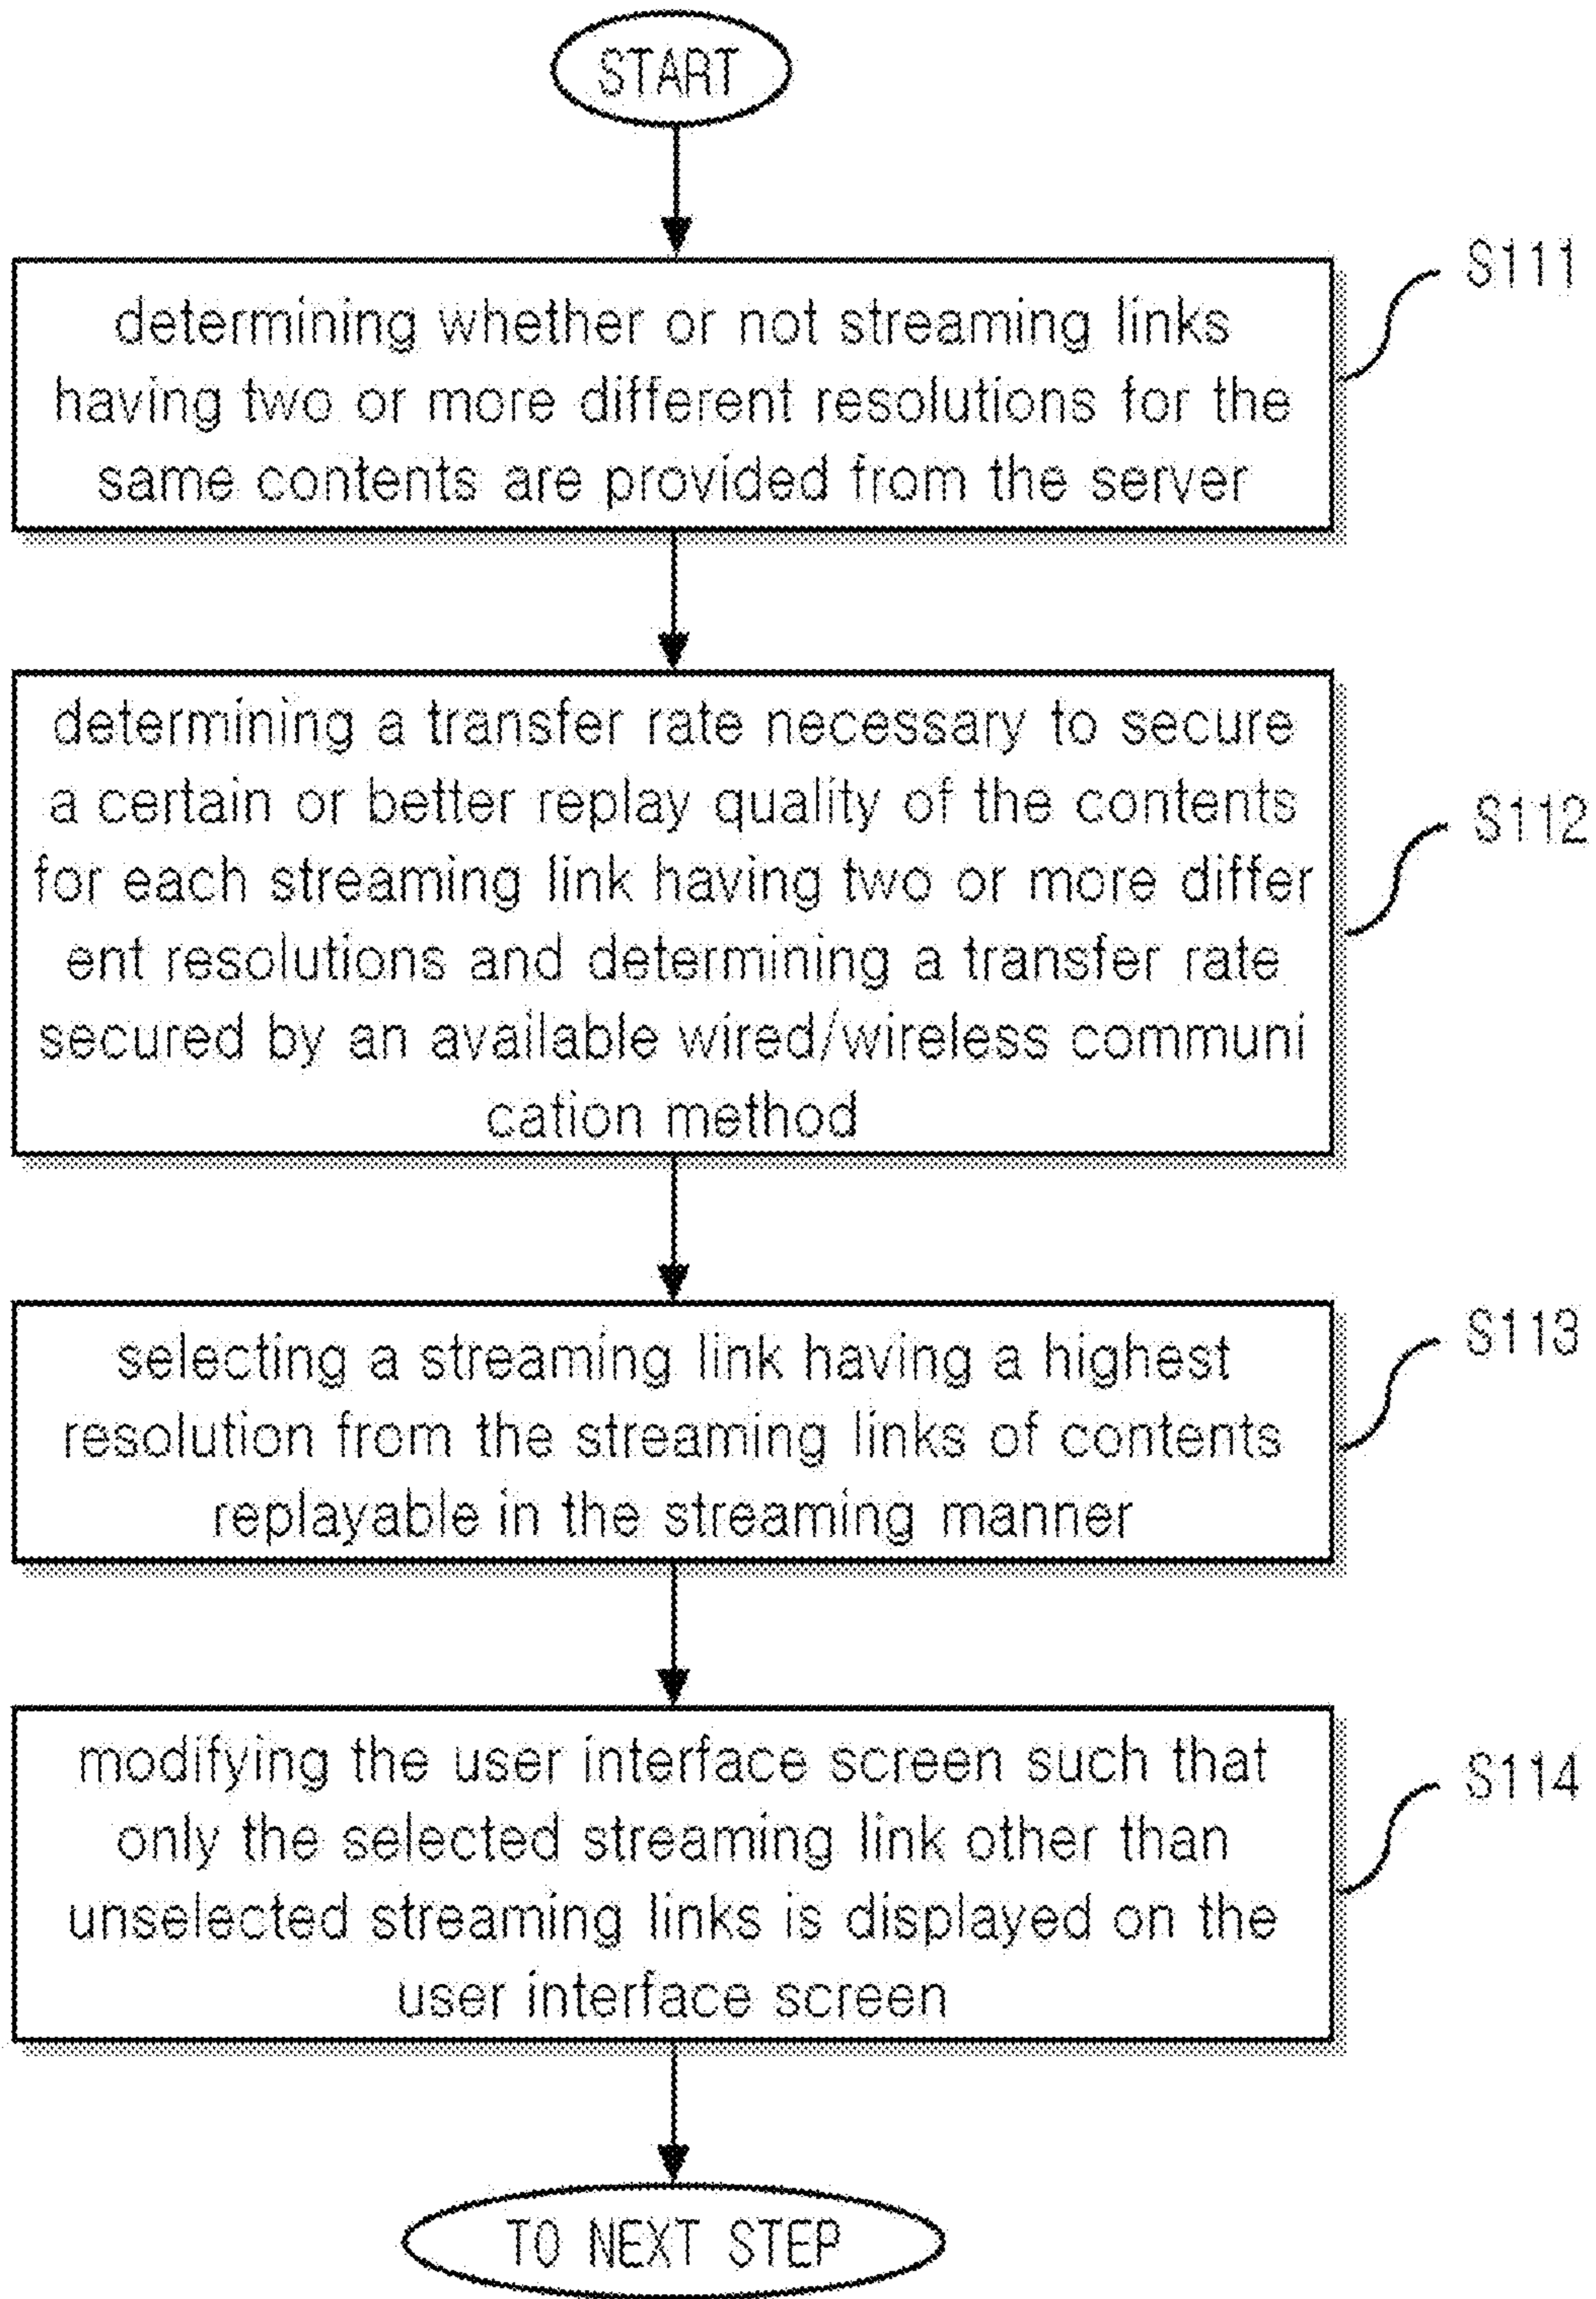 START
S111
determining whether or not streaming links
having two or more different resolutions for the
same contents are provided from the server
determining a transfer rate necessary to secure
a certain or better replay quality of the contents
S112
for each streaming link having two or more differ
ent resolutions and determining a transfer rate
secured by an available wired/wireless communi
cation method
S113
selecting a streaming link having a highest
resolution from the streaming links of contents
replayable in the streaming manner
S114
modifying the user interface screen such that
only the selected streaming link other than
unselected streaming links is displayed on the
user interface screen
TO NEXT STEP